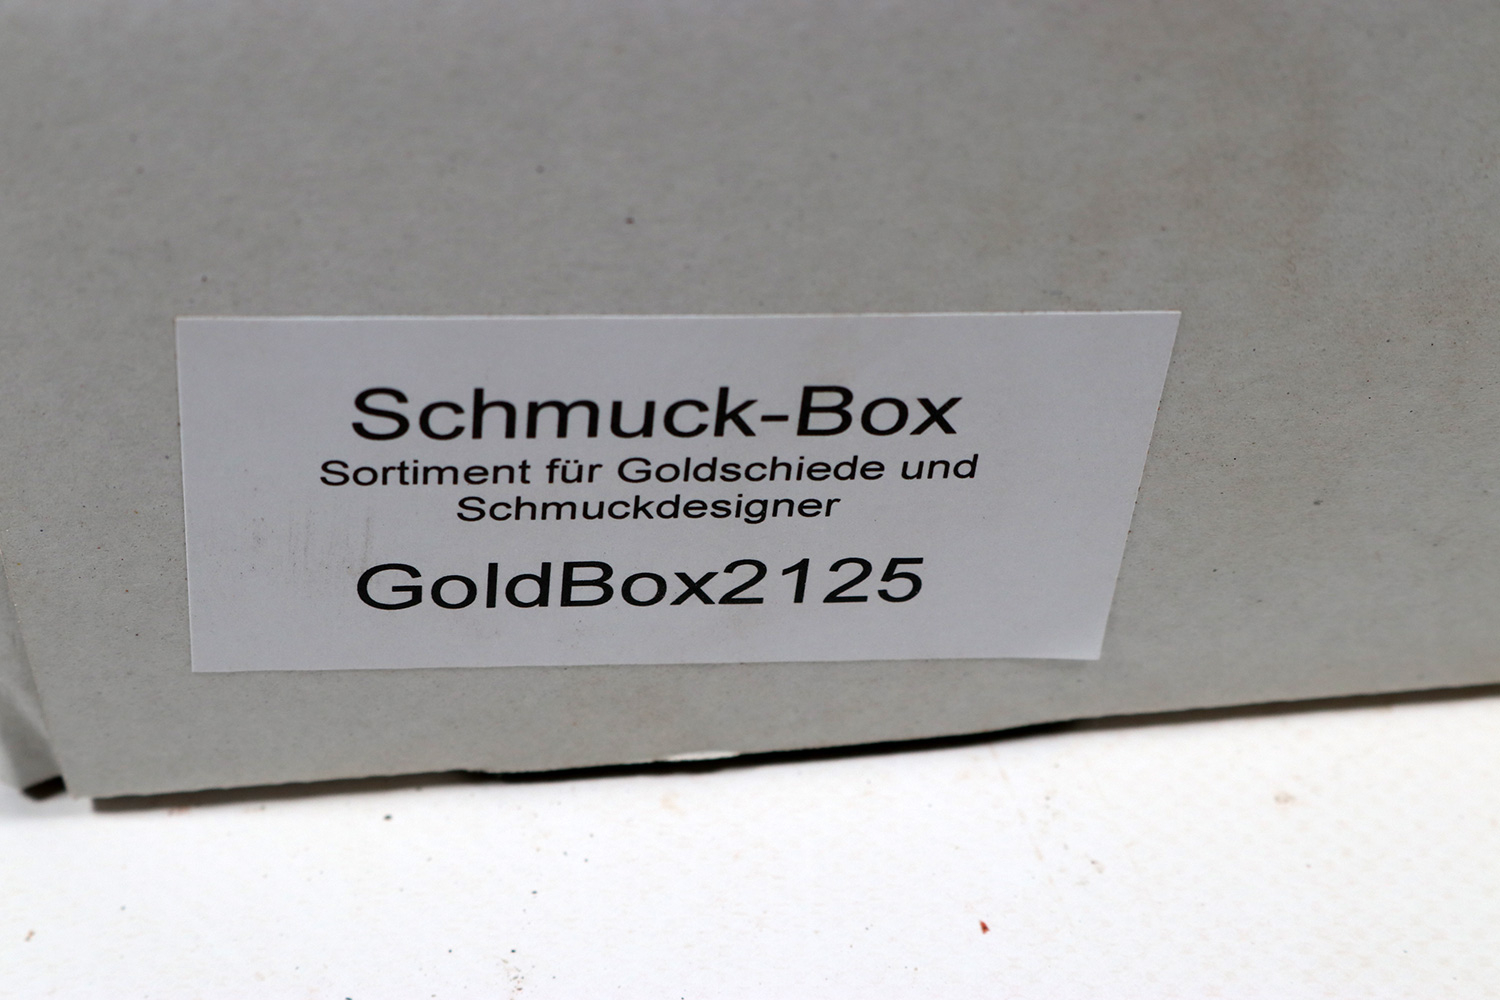 Schmuck-Box
Sortiment für Goldschiede und
Schmuckdesigner
GoldBox2125